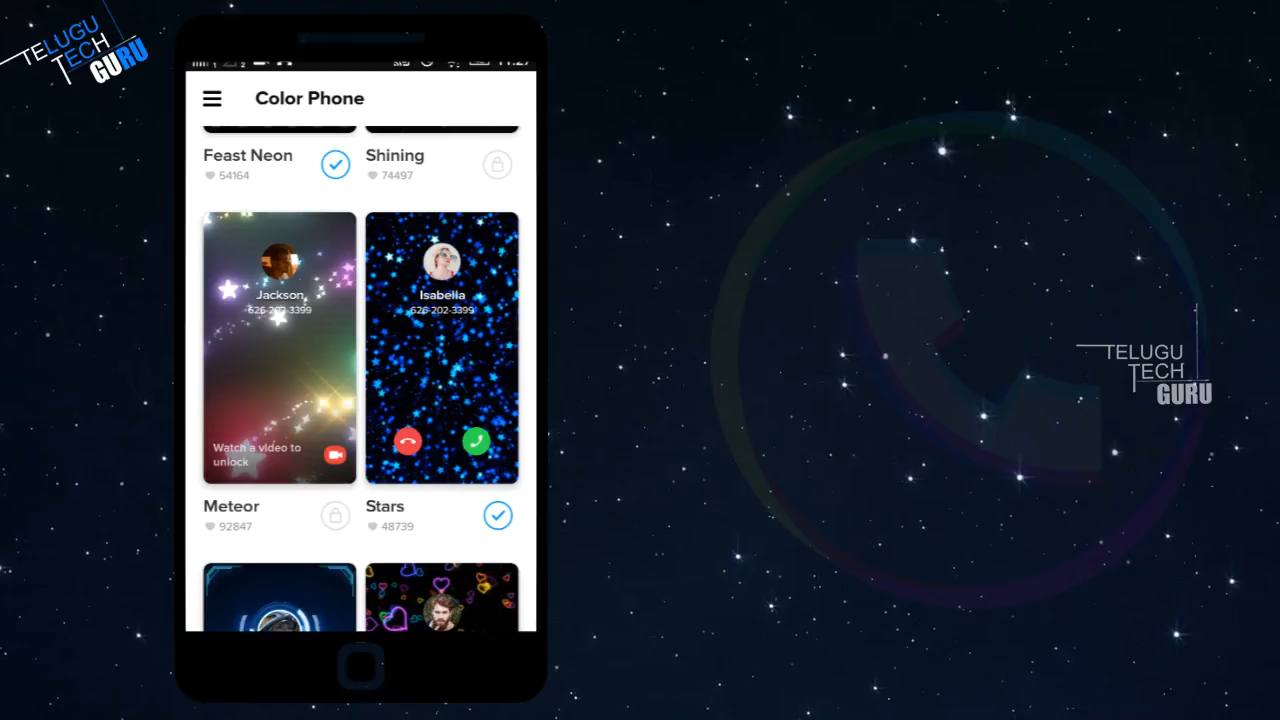 TELUGU
TECH
GURU
Color Phone
Feast Neon
54164
Shining
74497
Jackson
626-202-3399
Watch a video to
unlock
Isabella
626-202-3399
Meteor
92847
Stars
48739
TELUGU
TECH
GURU